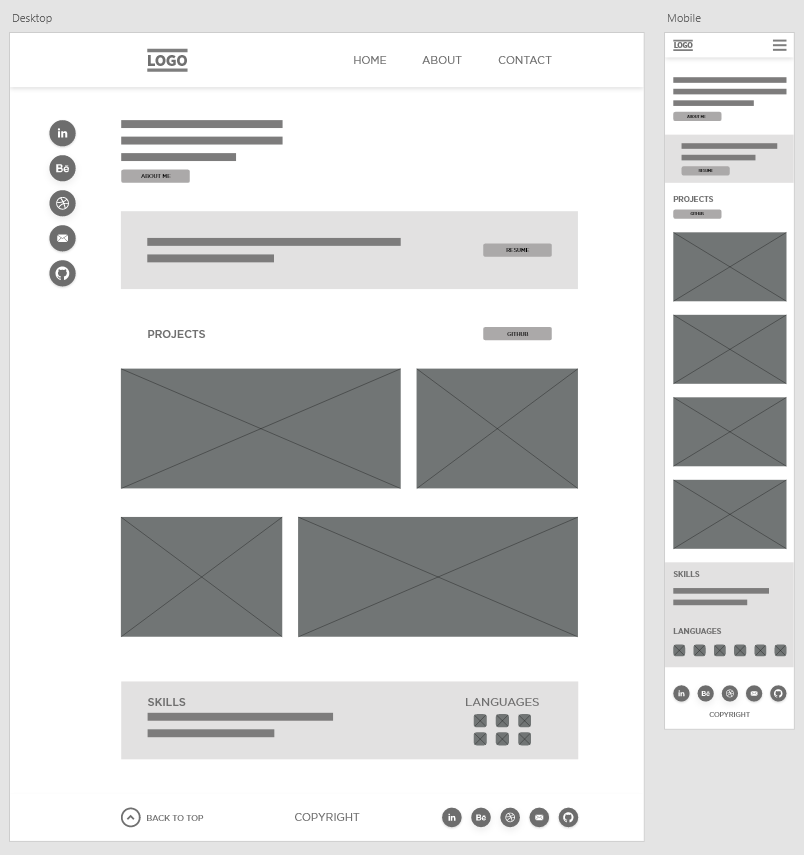 Desktop
LOGO
HOME ABOUT CONTACT
in
Bē
ABOUT ME
RESUME
PROJECTS
GITHUB
SKILLS
LANGUAGES
BACK TO TOP
COPYRIGHT
in
Bē
Mobile
LOGO
ABOUT ME
RESUME
PROJECTS
GITHUB
SKILLS
LANGUAGES
in
Bē
COPYRIGHT